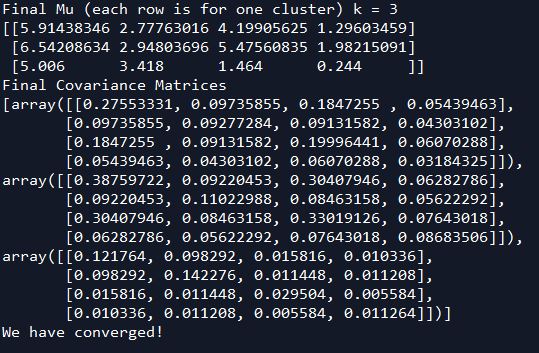 Final Mu (each row is for one cluster) k = 3
[[5.91438346 2.77763016 4.19905625 1.29603459]
 [6.54208634 2.94803696 5.47560835 1.98215091]
 [5.006      3.418      1.464      0.244     ]]
Final Covariance Matrices
[array([[0.27553331, 0.09735855, 0.1847255 , 0.05439463],
       [0.09735855, 0.09277284, 0.09131582, 0.04303102],
       [0.1847255 , 0.09131582, 0.19996441, 0.06070288],
       [0.05439463, 0.04303102, 0.06070288, 0.03184325]]),
array([[0.38759722, 0.09220453, 0.30407946, 0.06282786],
       [0.09220453, 0.11022988, 0.08463158, 0.05622292],
       [0.30407946, 0.08463158, 0.33019126, 0.07643018],
       [0.06282786, 0.05622292, 0.07643018, 0.08683506]]),
array([[0.121764, 0.098292, 0.015816, 0.010336],
       [0.098292, 0.142276, 0.011448, 0.011208],
       [0.015816, 0.011448, 0.029504, 0.005584],
       [0.010336, 0.011208, 0.005584, 0.011264]])]
We have converged!